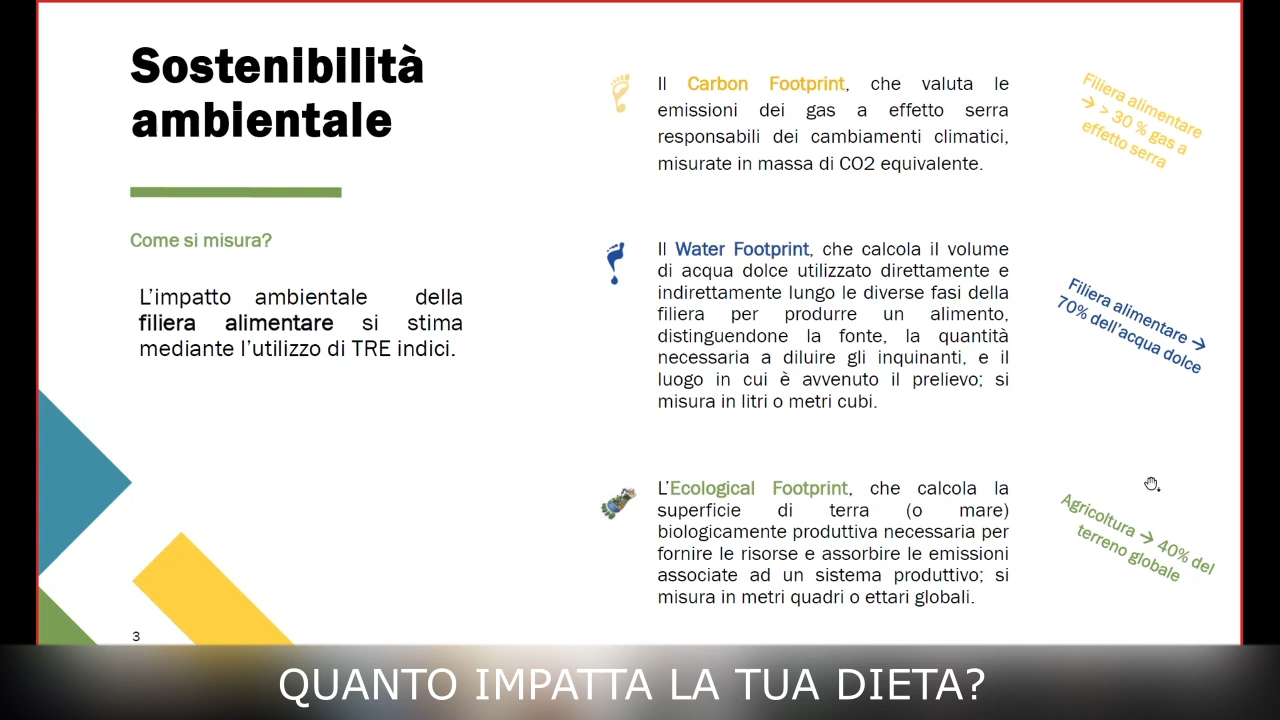 Sostenibilità
ambientale
Come si misura?
L'impatto ambientale della
filiera alimentare si stima
mediante l'utilizzo di TRE indici.
3
Il Carbon Footprint, che valuta le
emissioni dei gas a effetto serra
responsabili dei cambiamenti climatici,
misurate in massa di CO2 equivalente.
Filiera alimentare
→ > 30 % gas a
effetto serra
Il Water Footprint, che calcola il volume
di acqua dolce utilizzato direttamente e
indirettamente lungo le diverse fasi della
filiera per produrre un alimento,
distinguendone la fonte, la quantità
necessaria a diluire gli inquinanti, e il
luogo in cui è avvenuto il prelievo; si
misura in litri o metri cubi.
Filiera alimentare →
70% dell'acqua dolce
L'Ecological Footprint, che calcola la
superficie di terra (o mare)
biologicamente produttiva necessaria per
fornire le risorse e assorbire le emissioni
associate ad un sistema produttivo; si
misura in metri quadri o ettari globali.
Agricoltura → 40% del
terreno globale
QUANTO IMPATTA LA TUA DIETA?